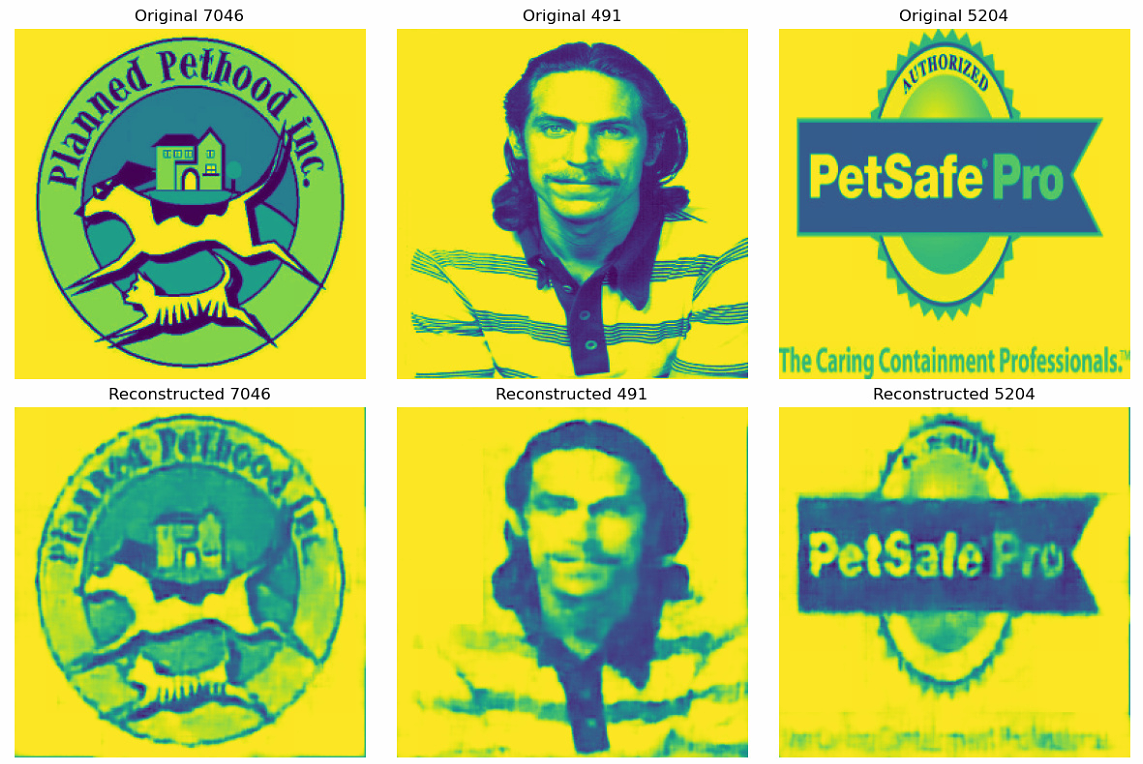 Original 7046
Original 491
Original 5204
Planned Pethood inc.
AUTHORIZED
PetSafe® Pro
The Caring Containment Professionals.™
Reconstructed 7046
Reconstructed 491
Reconstructed 5204
Planned Pethood Inc
PetSafe Pro